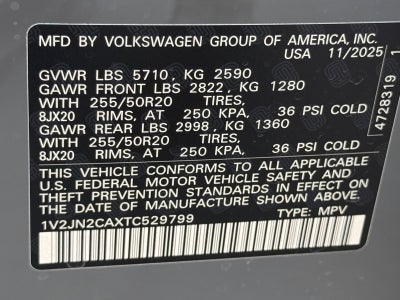 MFD BY VOLKSWAGEN GROUP OF AMERICA, INC.
USA 11/2025
GVWR LBS 5710, KG 2590
GAWR FRONT LBS 2822, KG 1280
WITH 255/50R20 TIRES,
8JX20 RIMS, AT 250 KPA, 36 PSI COLD
GAWR REAR LBS 2998, KG 1360
WITH 255/50R20 TIRES,
8JX20 RIMS, AT 250 KPA, 36 PSI COLD
THIS VEHICLE CONFORMS TO ALL APPLICABLE
U.S. FEDERAL MOTOR VEHICLE SAFETY AND
THEFT PREVENTION STANDARDS IN EFFECT ON
THE DATE OF MANUFACTURE SHOWN ABOVE.
1V2JN2CAXTC529799 TYPE: MPV
4728319 1